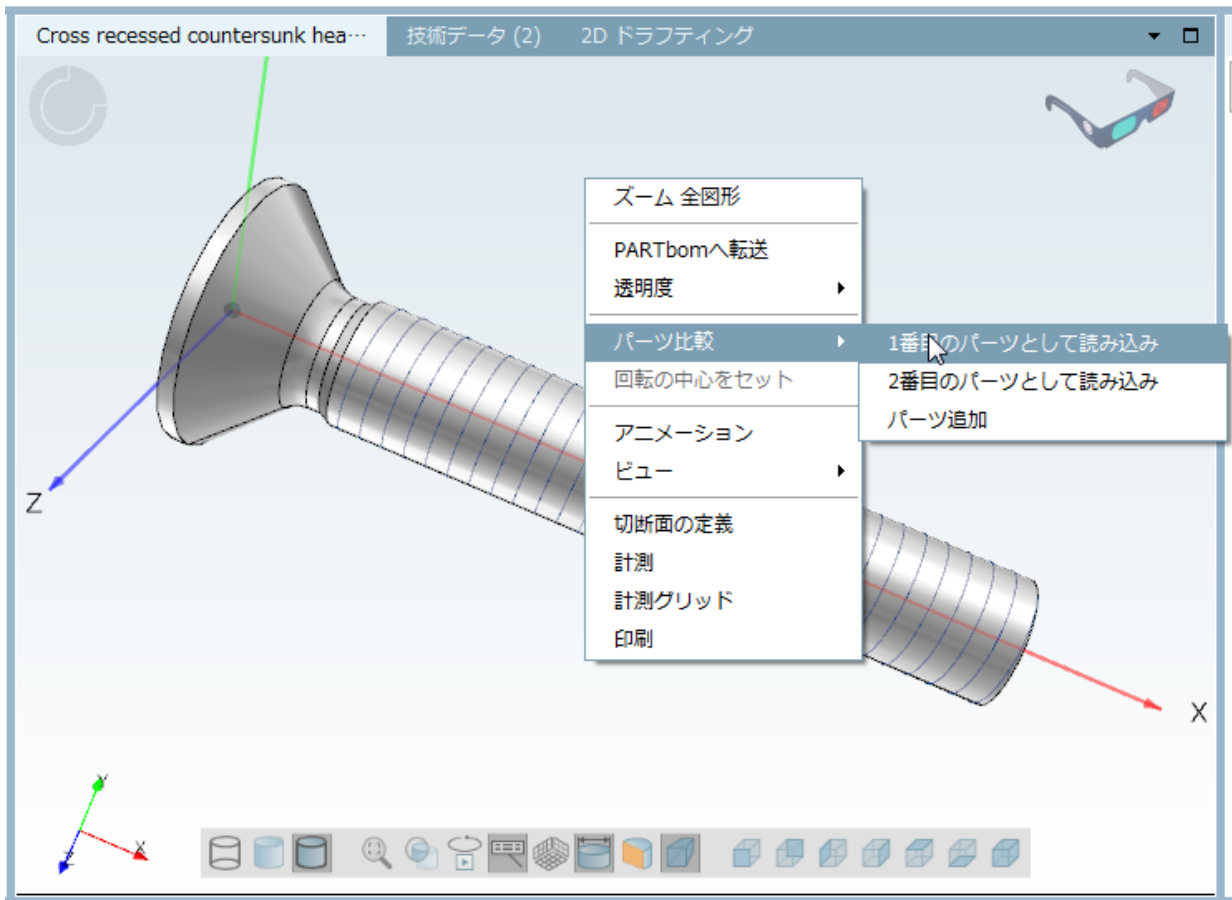 Cross recessed countersunk hea…
技術データ (2)
2D ドラフティング
ズーム 全図形
PARTbomへ転送
透明度
パーツ比較
1番目のパーツとして読み込み
2番目のパーツとして読み込み
パーツ追加
回転の中心をセット
アニメーション
ビュー
切断面の定義
計測
計測グリッド
印刷
Z
X
Y
X
Z